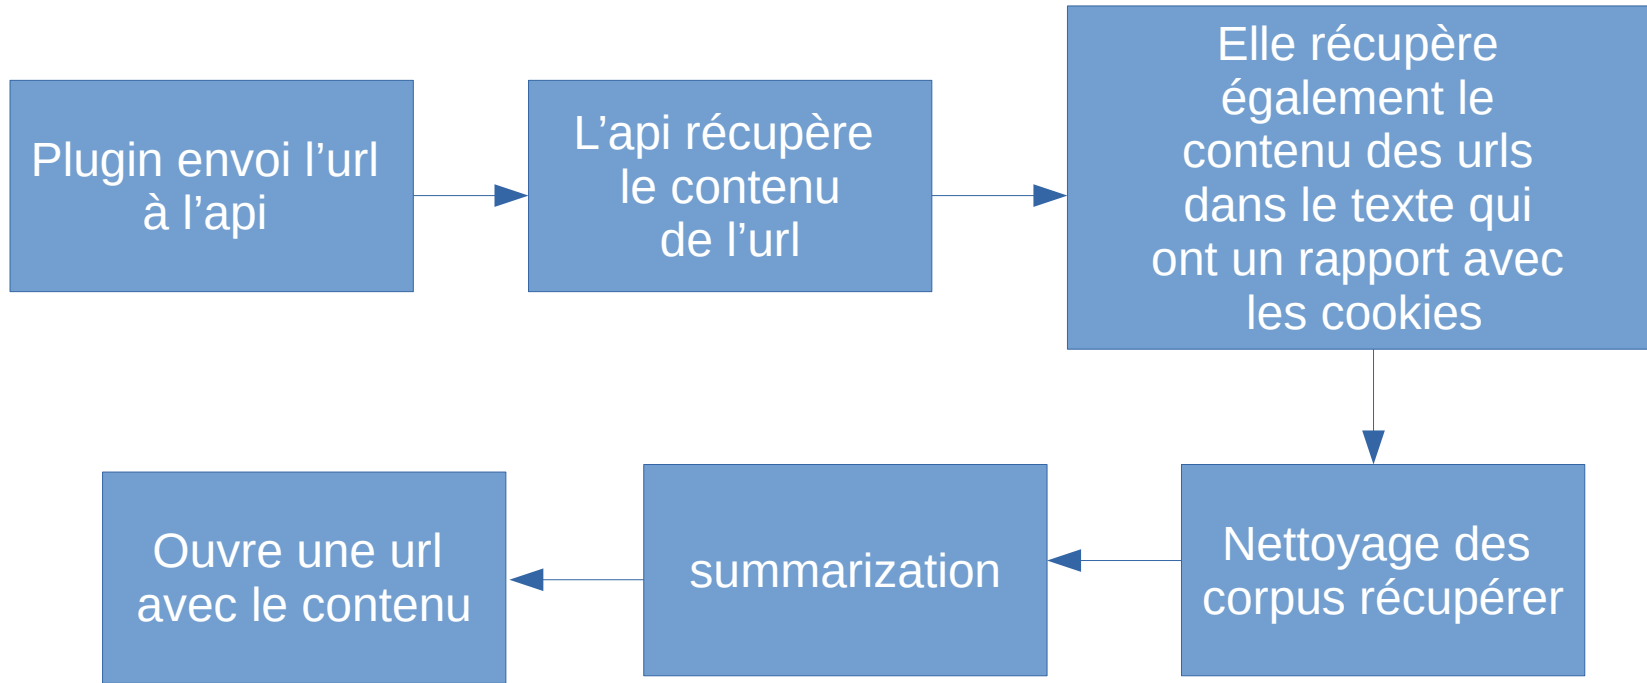 Plugin envoi l’url
à l’api
L’api récupère
le contenu
de l’url
Elle récupère
également le
contenu des urls
dans le texte qui
ont un rapport avec
les cookies
Nettoyage des
corpus récupérer
summarization
Ouvre une url
avec le contenu